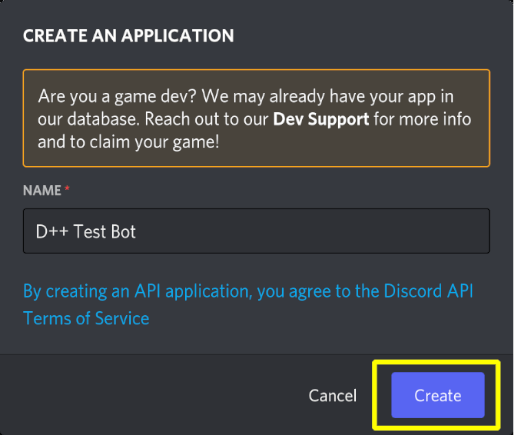 CREATE AN APPLICATION
Are you a game dev? We may already have your app in
our database. Reach out to our Dev Support for more info
and to claim your game!
NAME *
D++ Test Bot
By creating an API application, you agree to the Discord API
Terms of Service
Cancel
Create